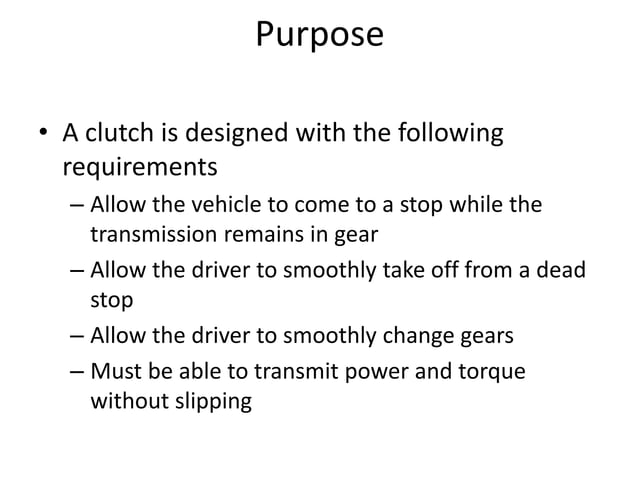 Purpose
• A clutch is designed with the following
requirements
– Allow the vehicle to come to a stop while the
transmission remains in gear
– Allow the driver to smoothly take off from a dead
stop
– Allow the driver to smoothly change gears
– Must be able to transmit power and torque
without slipping